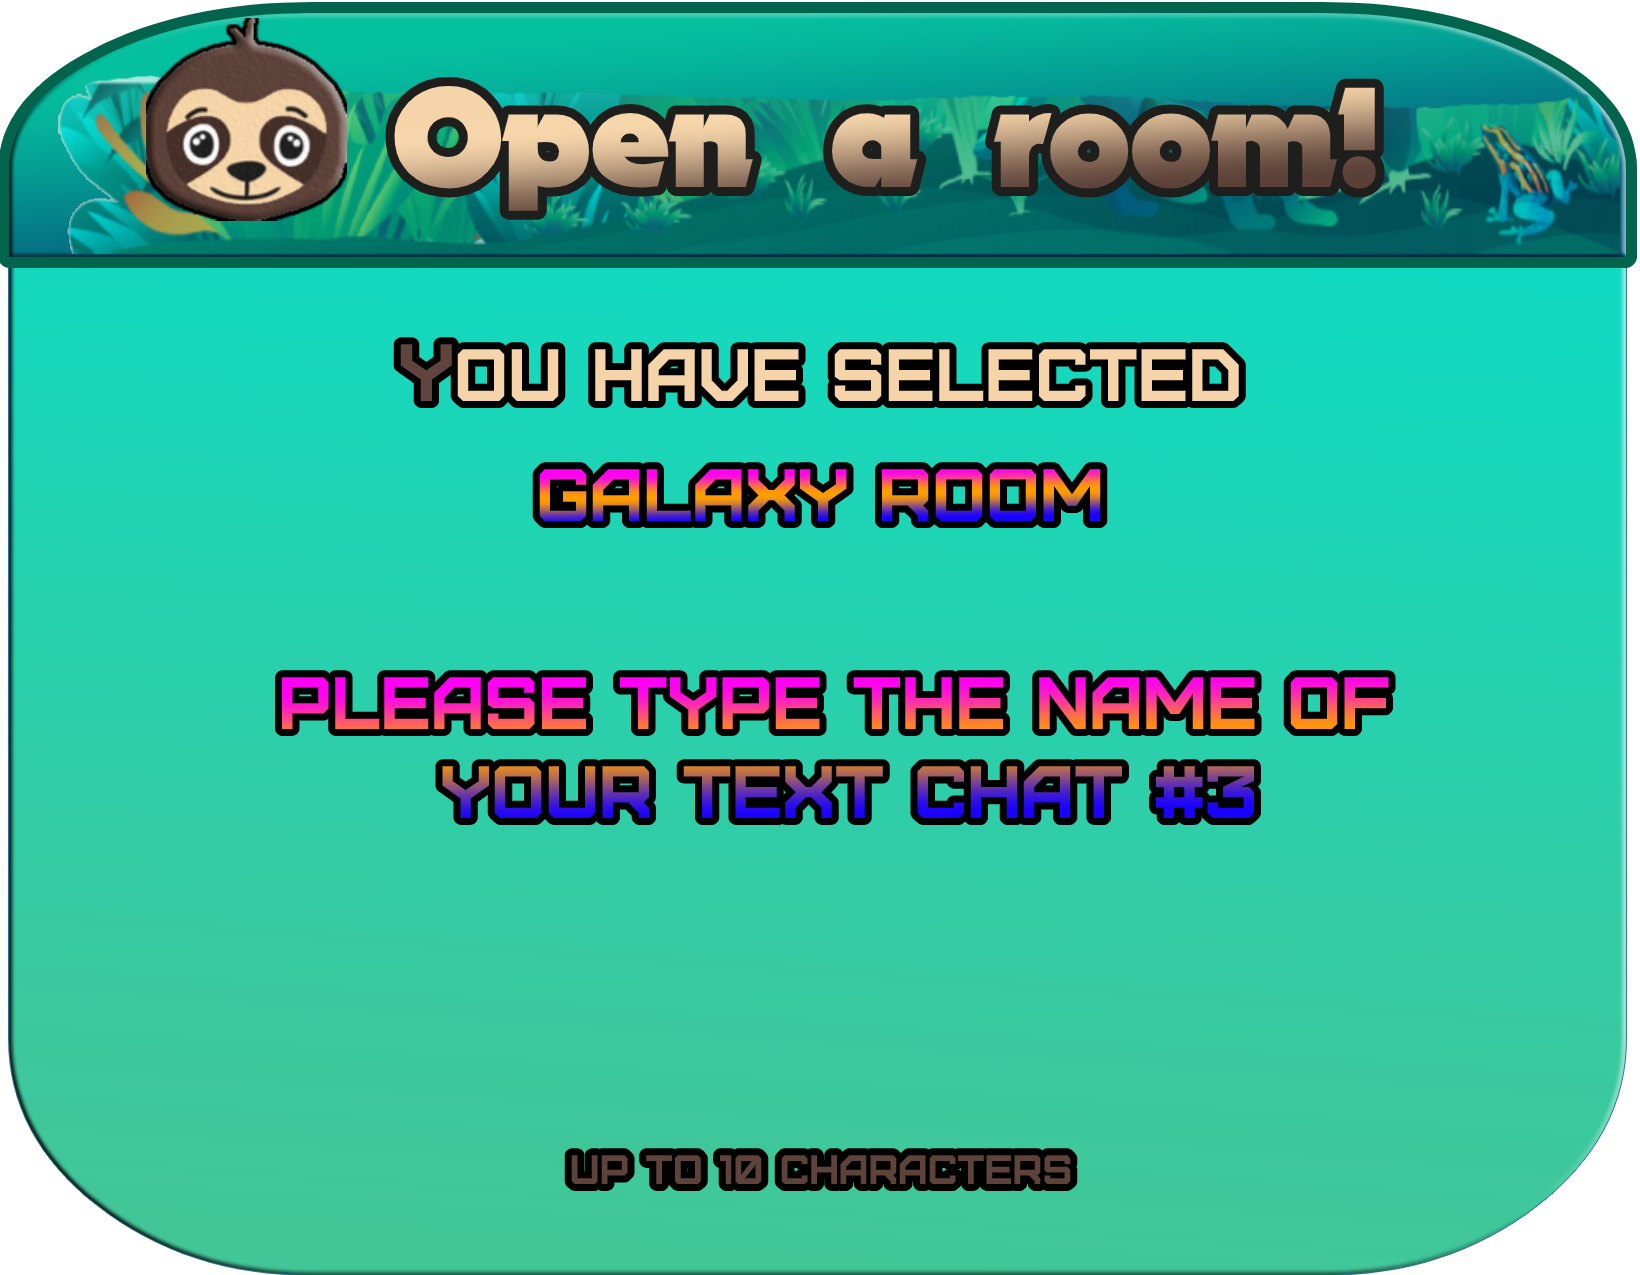 Open a room!
YOU HAVE SELECTED
GALAXY ROOM
PLEASE TYPE THE NAME OF
YOUR TEXT CHAT #3
UP TO 10 CHARACTERS